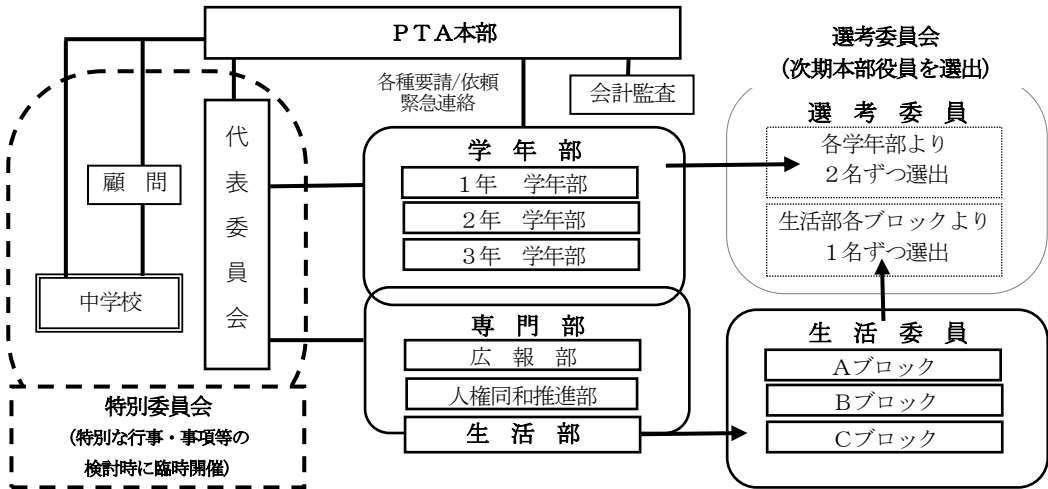 ＰＴＡ本部
各種要請/依頼
緊急連絡
会計監査
代表委員会
顧　問
中学校
特別委員会
(特別な行事・事項等の
検討時に臨時開催)
学　年　部
１年　学年部
２年　学年部
３年　学年部
専　門　部
広　報　部
人権同和推進部
生　活　部
選考委員会
(次期本部役員を選出)
選　考　委　員
各学年部より
２名ずつ選出
生活部各ブロックより
１名ずつ選出
生　活　委　員
Ａブロック
Ｂブロック
Ｃブロック